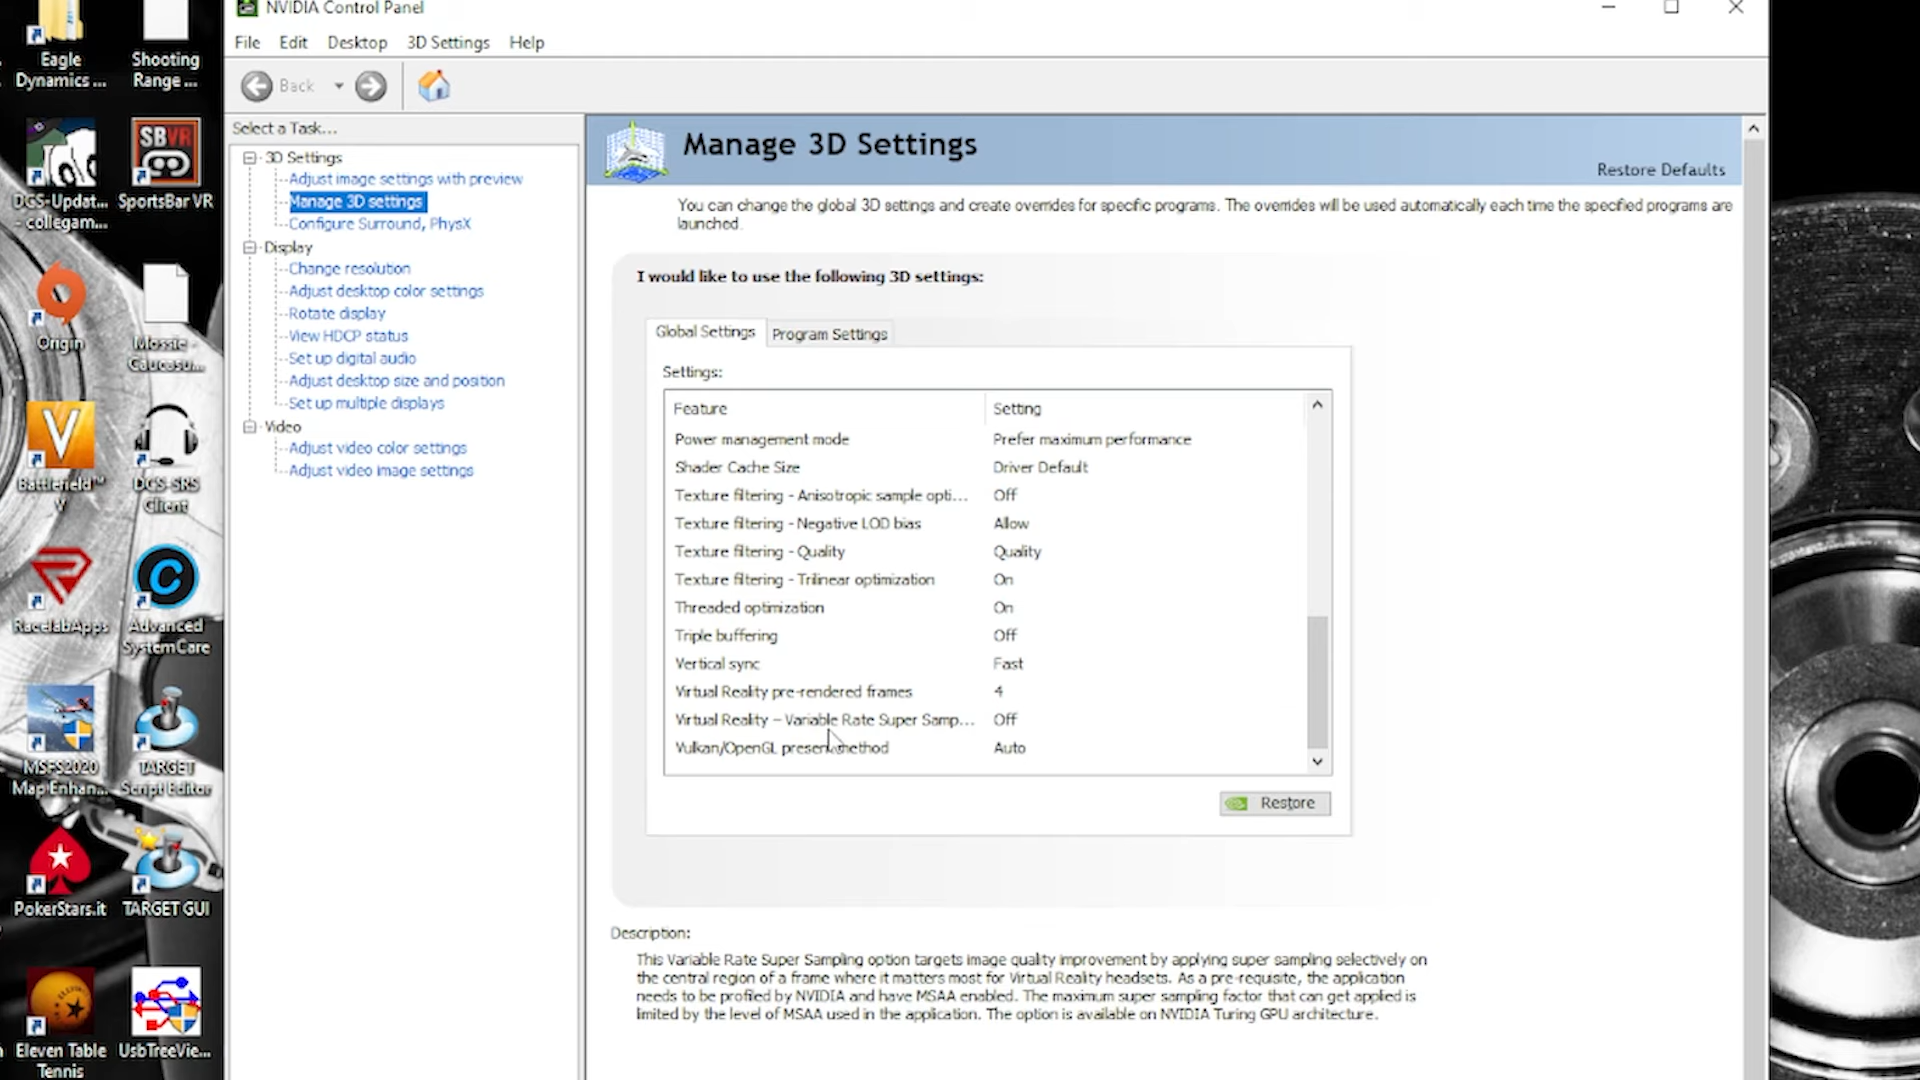 NVIDIA Control Panel
File Edit Desktop 3D Settings Help
Back
Select a Task...
3D Settings
Adjust image settings with preview
Manage 3D settings
Configure Surround, PhysX
Display
Change resolution
Adjust desktop color settings
Rotate display
View HDCP status
Set up digital audio
Adjust desktop size and position
Set up multiple displays
Video
Adjust video color settings
Adjust video image settings
Manage 3D Settings
Restore Defaults
You can change the global 3D settings and create overrides for specific programs. The overrides will be used automatically each time the specified programs are
launched.
I would like to use the following 3D settings:
Global Settings Program Settings
Settings:
Feature Setting
Power management mode Prefer maximum performance
Shader Cache Size Driver Default
Texture filtering - Anisotropic sample opti... Off
Texture filtering - Negative LOD bias Allow
Texture filtering - Quality Quality
Texture filtering - Trilinear optimization On
Threaded optimization On
Triple buffering Off
Vertical sync Fast
Virtual Reality pre-rendered frames 4
Virtual Reality – Variable Rate Super Samp... Off
Vulkan/OpenGL present method Auto
Restore
Description:
This Variable Rate Super Sampling option targets image quality improvement by applying super sampling selectively on
the central region of a frame where it matters most for Virtual Reality headsets. As a pre-requisite, the application
needs to be profiled by NVIDIA and have MSAA enabled. The maximum super sampling factor that can get applied is
limited by the level of MSAA used in the application. The option is available on NVIDIA Turing GPU architecture.
Eagle
Dynamics ...
Shooting
Range ...
DCS-Updat...
- collegam...
SBVR
SportsBar VR
Origin
Mossie -
Caucasu...
V
Battlefield™
V
DCS-SRS
Client
RacelabApps
Advanced
SystemCare
MSFS2020
Map Enhan...
TARGET
Script Editor
PokerStars.it
TARGET GUI
Eleven Table
Tennis
UsbTreeVie...